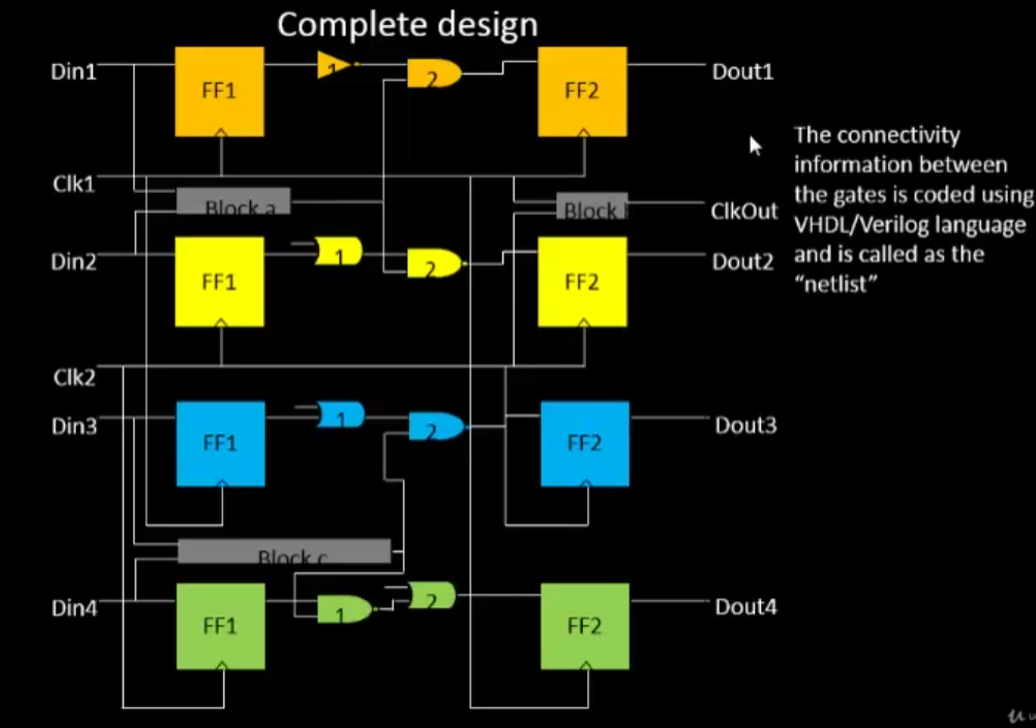 Complete design
Din1
FF1
1
2
FF2
Dout1
The connectivity
information between
the gates is coded using
VHDL/Verilog language
and is called as the
“netlist”
Clk1
Block a
Block
ClkOut
Din2
FF1
1
2
FF2
Dout2
Clk2
Din3
FF1
1
2
FF2
Dout3
Block c
Din4
FF1
1
2
FF2
Dout4